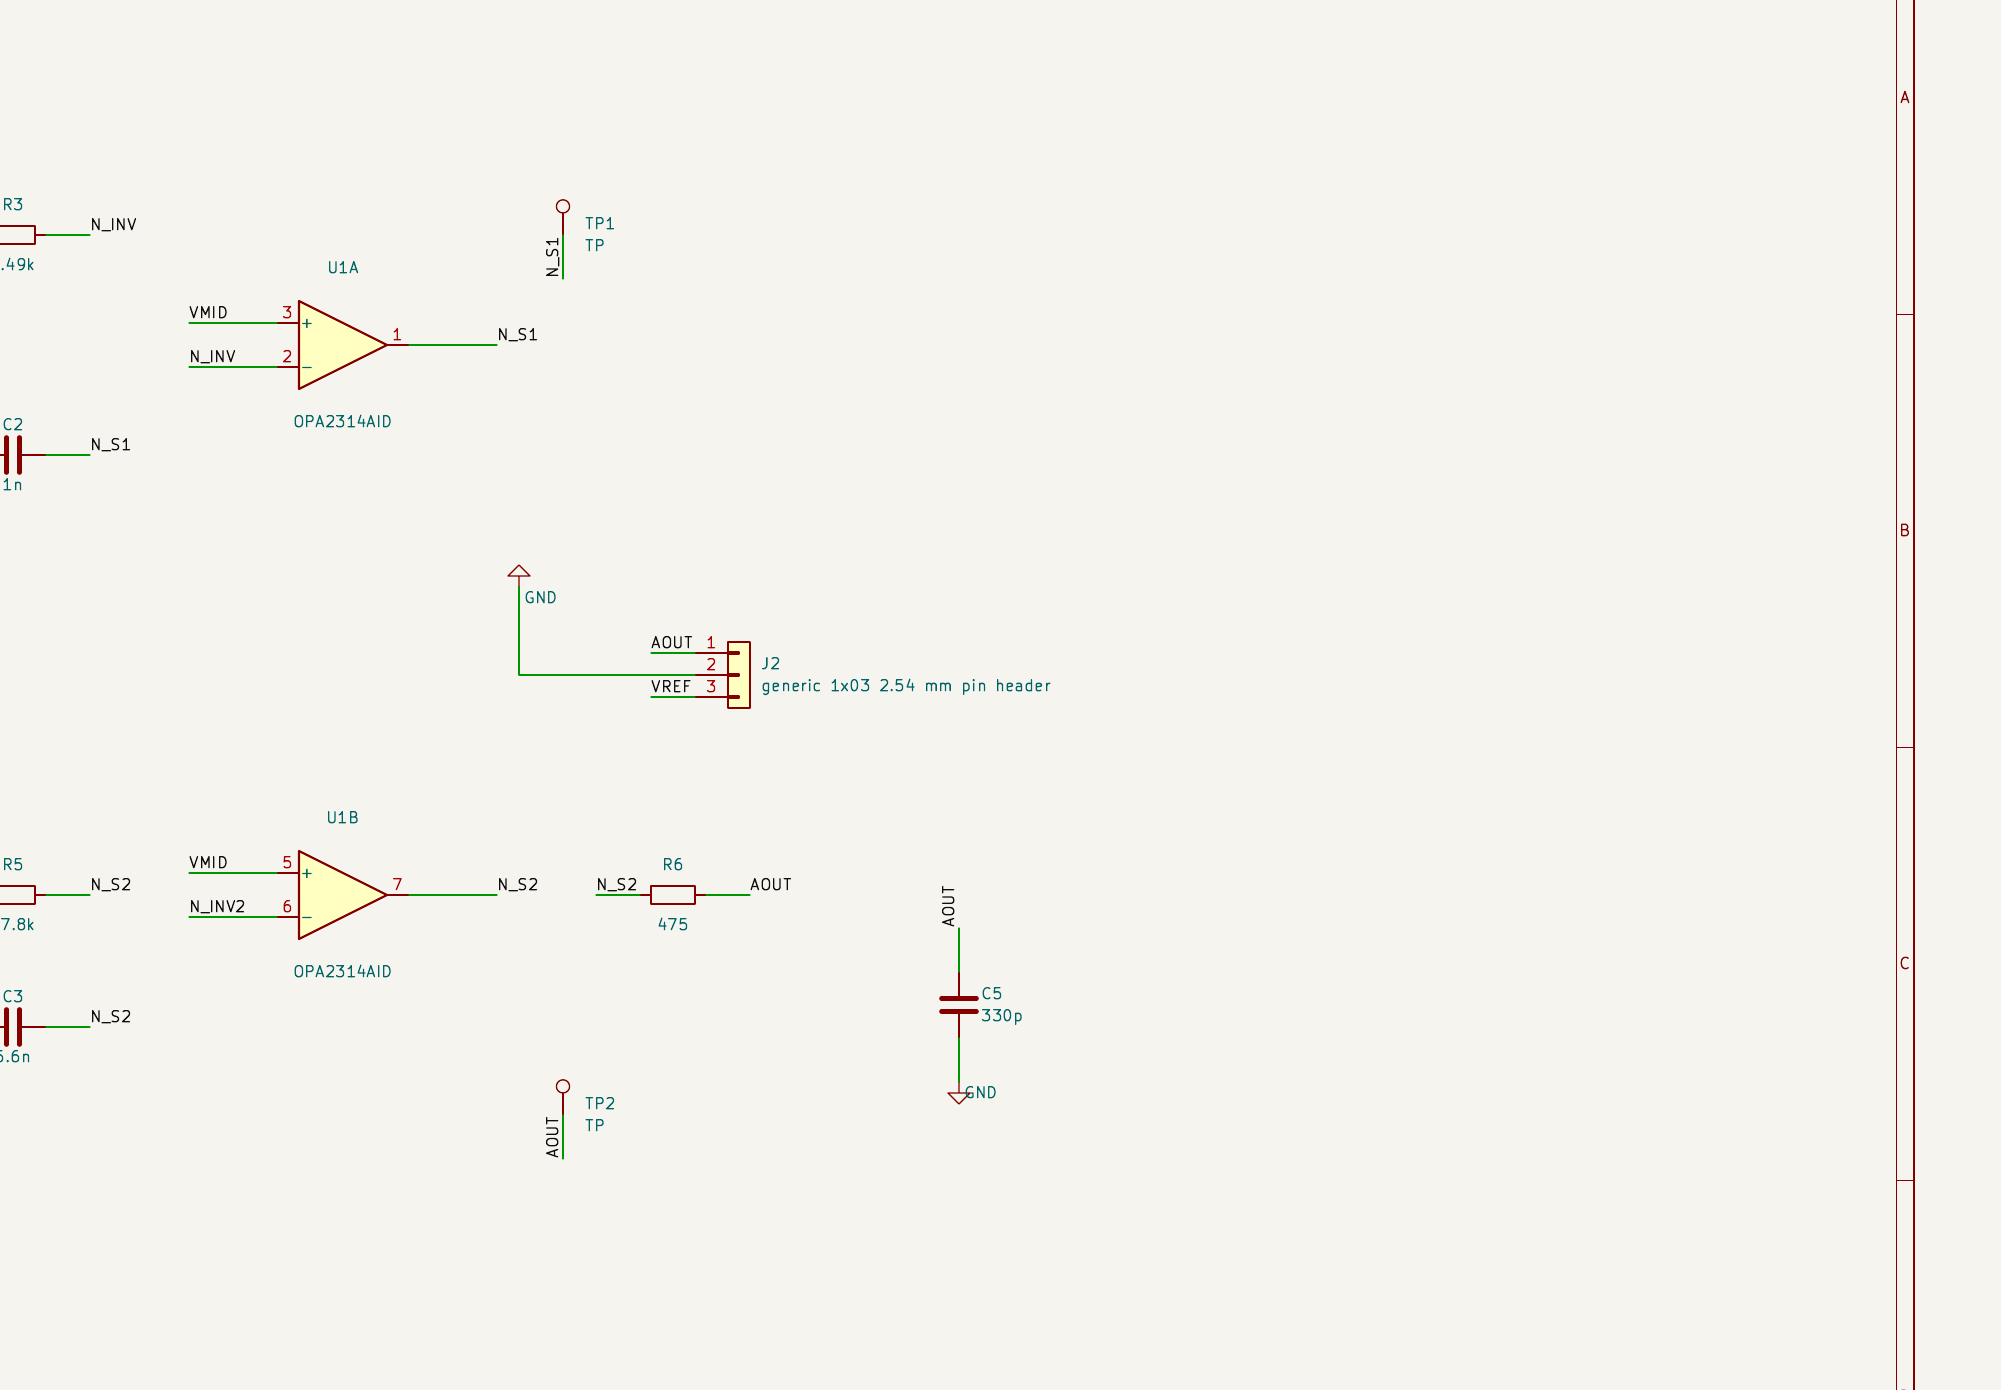 A
R3
N_INV
.49k
TP1
TP
N_S1
U1A
VMID
3
+
1
N_S1
N_INV
2
−
OPA2314AID
C2
N_S1
1n
B
GND
AOUT
1
2
VREF
3
J2
generic 1x03 2.54 mm pin header
U1B
R5
N_S2
7.8k
VMID
5
+
7
N_S2
N_INV2
6
−
OPA2314AID
R6
N_S2
AOUT
475
AOUT
C
C5
330p
GND
C3
N_S2
5.6n
TP2
TP
AOUT